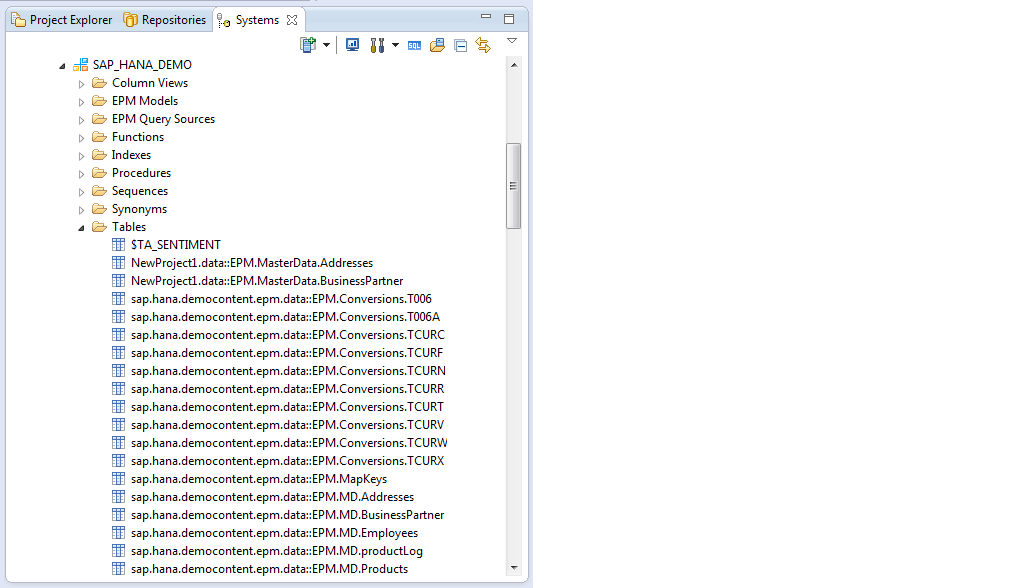 Project Explorer Repositories Systems
SQL
SAP_HANA_DEMO
Column Views
EPM Models
EPM Query Sources
Functions
Indexes
Procedures
Sequences
Synonyms
Tables
$TA_SENTIMENT
NewProject1.data::EPM.MasterData.Addresses
NewProject1.data::EPM.MasterData.BusinessPartner
sap.hana.democontent.epm.data::EPM.Conversions.T006
sap.hana.democontent.epm.data::EPM.Conversions.T006A
sap.hana.democontent.epm.data::EPM.Conversions.TCURC
sap.hana.democontent.epm.data::EPM.Conversions.TCURF
sap.hana.democontent.epm.data::EPM.Conversions.TCURN
sap.hana.democontent.epm.data::EPM.Conversions.TCURR
sap.hana.democontent.epm.data::EPM.Conversions.TCURT
sap.hana.democontent.epm.data::EPM.Conversions.TCURV
sap.hana.democontent.epm.data::EPM.Conversions.TCURW
sap.hana.democontent.epm.data::EPM.Conversions.TCURX
sap.hana.democontent.epm.data::EPM.MapKeys
sap.hana.democontent.epm.data::EPM.MD.Addresses
sap.hana.democontent.epm.data::EPM.MD.BusinessPartner
sap.hana.democontent.epm.data::EPM.MD.Employees
sap.hana.democontent.epm.data::EPM.MD.productLog
sap.hana.democontent.epm.data::EPM.MD.Products